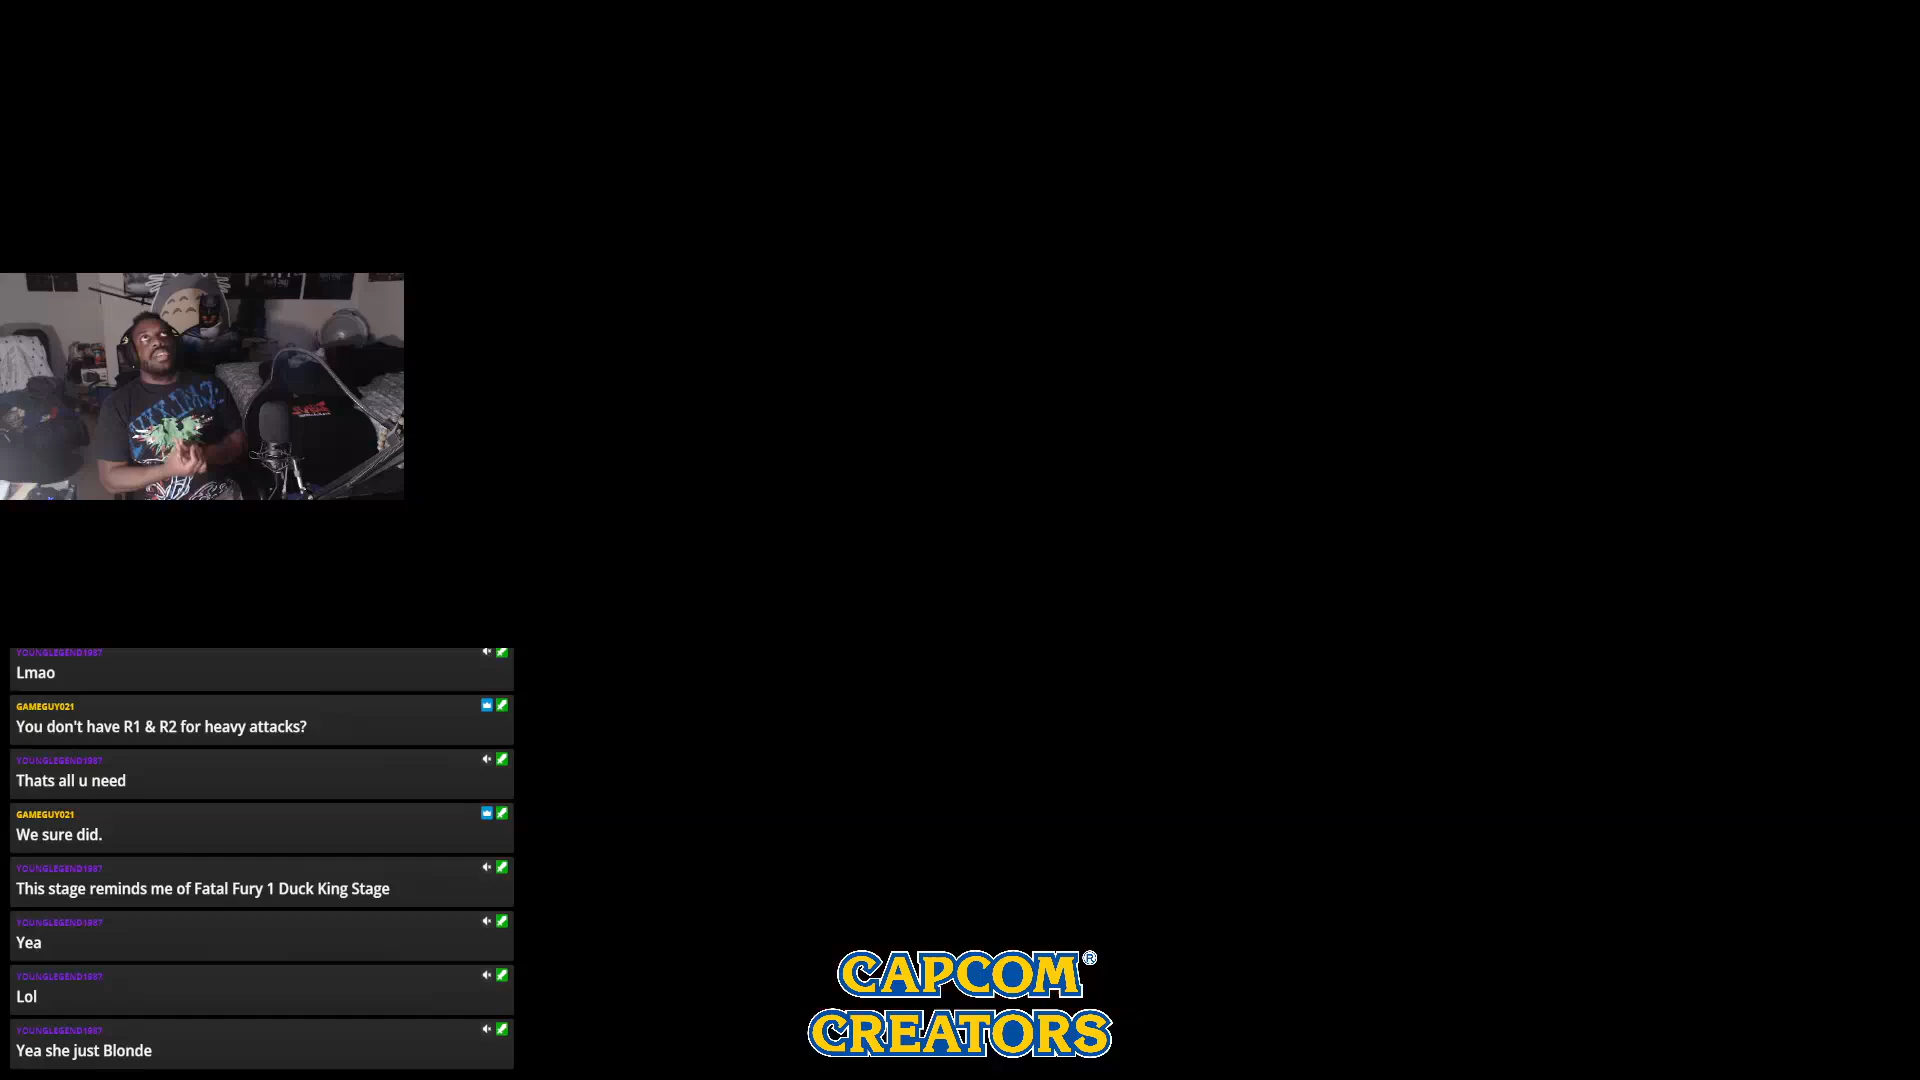 YOUNGLEGEND1987
Lmao
GAMEGUY021
You don't have R1 & R2 for heavy attacks?
YOUNGLEGEND1987
Thats all u need
GAMEGUY021
We sure did.
YOUNGLEGEND1987
This stage reminds me of Fatal Fury 1 Duck King Stage
YOUNGLEGEND1987
Yea
YOUNGLEGEND1987
Lol
YOUNGLEGEND1987
Yea she just Blonde
CAPCOM®
CREATORS